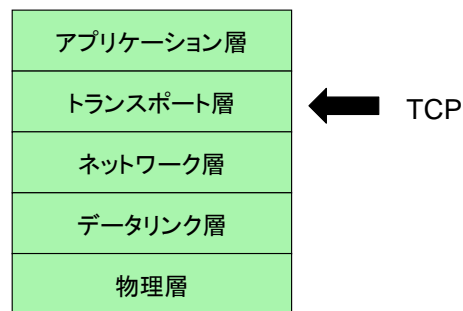 アプリケーション層
トランスポート層
TCP
ネットワーク層
データリンク層
物理層